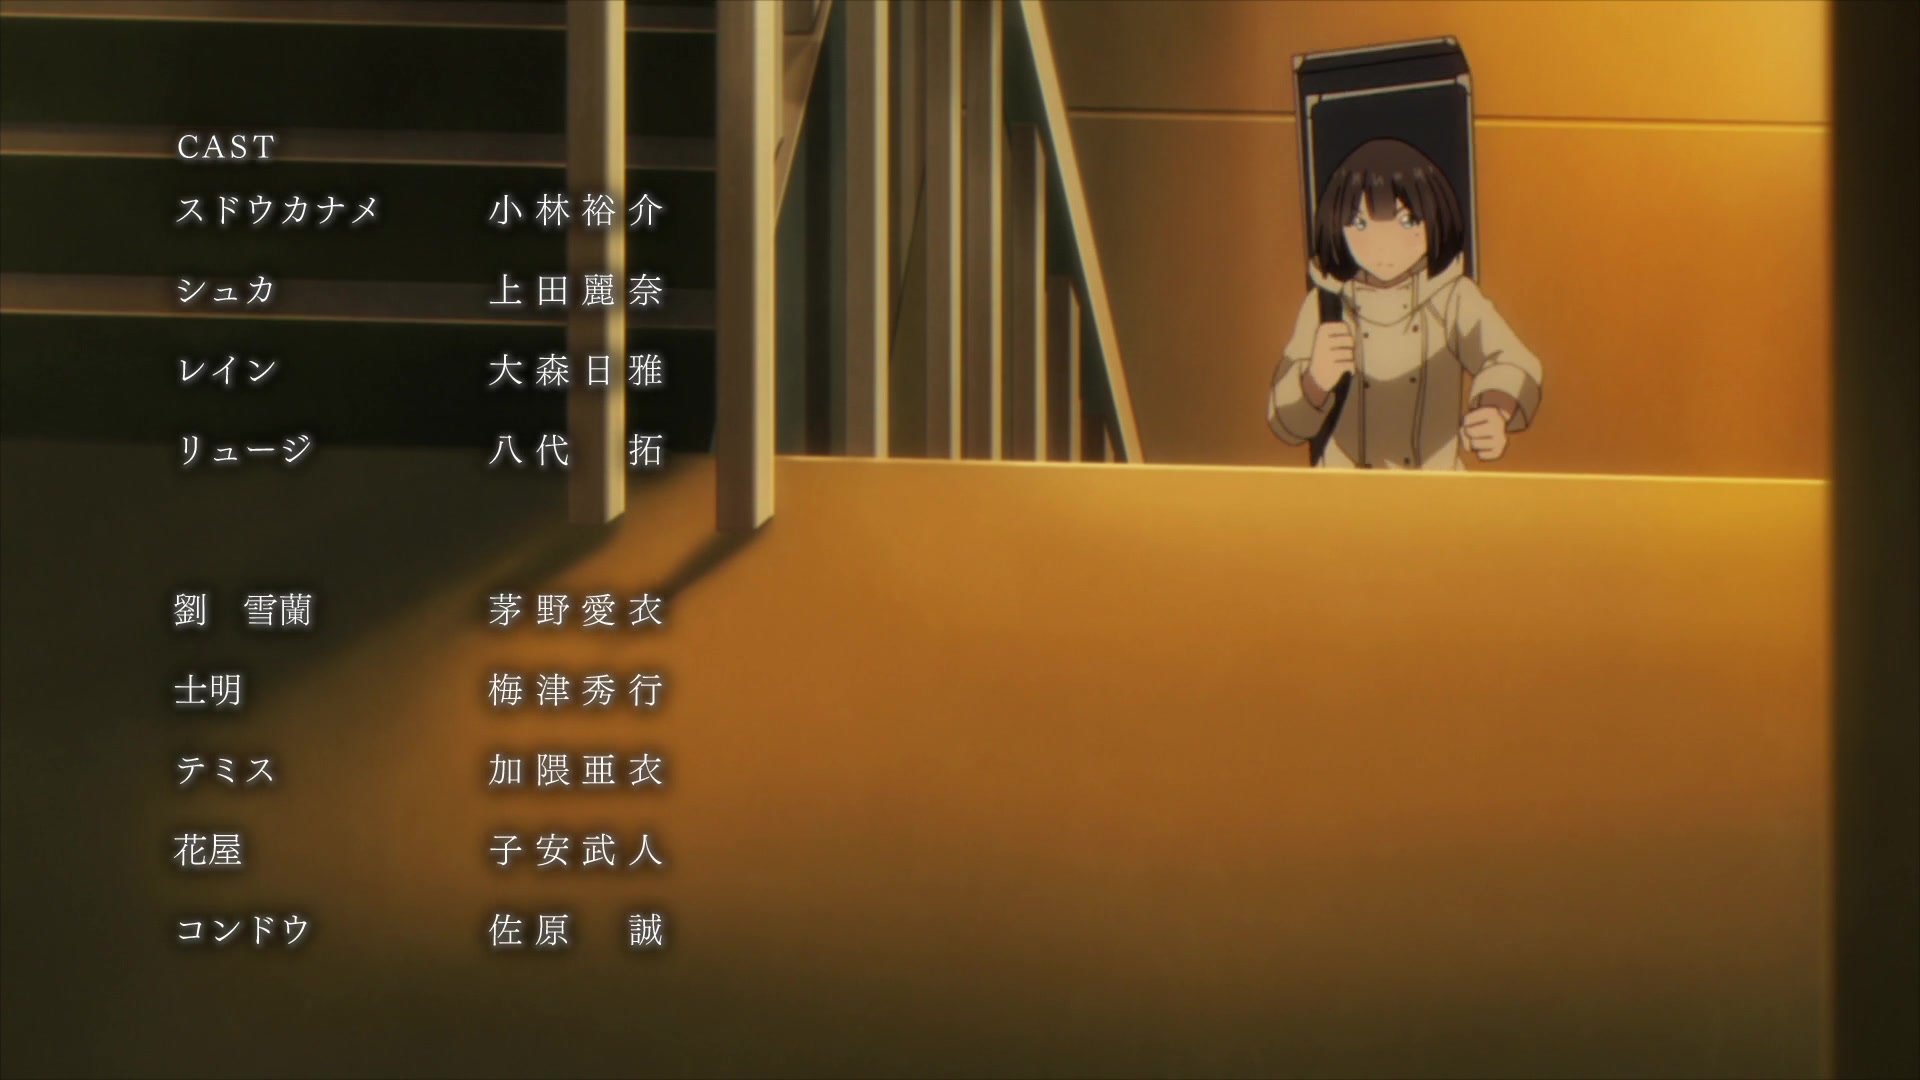 CAST
スドウカナメ 小林裕介
シュカ 上田麗奈
レイン 大森日雅
リュージ 八代 拓
劉 雪蘭 茅野愛衣
士明 梅津秀行
テミス 加隈亜衣
花屋 子安武人
コンドウ 佐原 誠